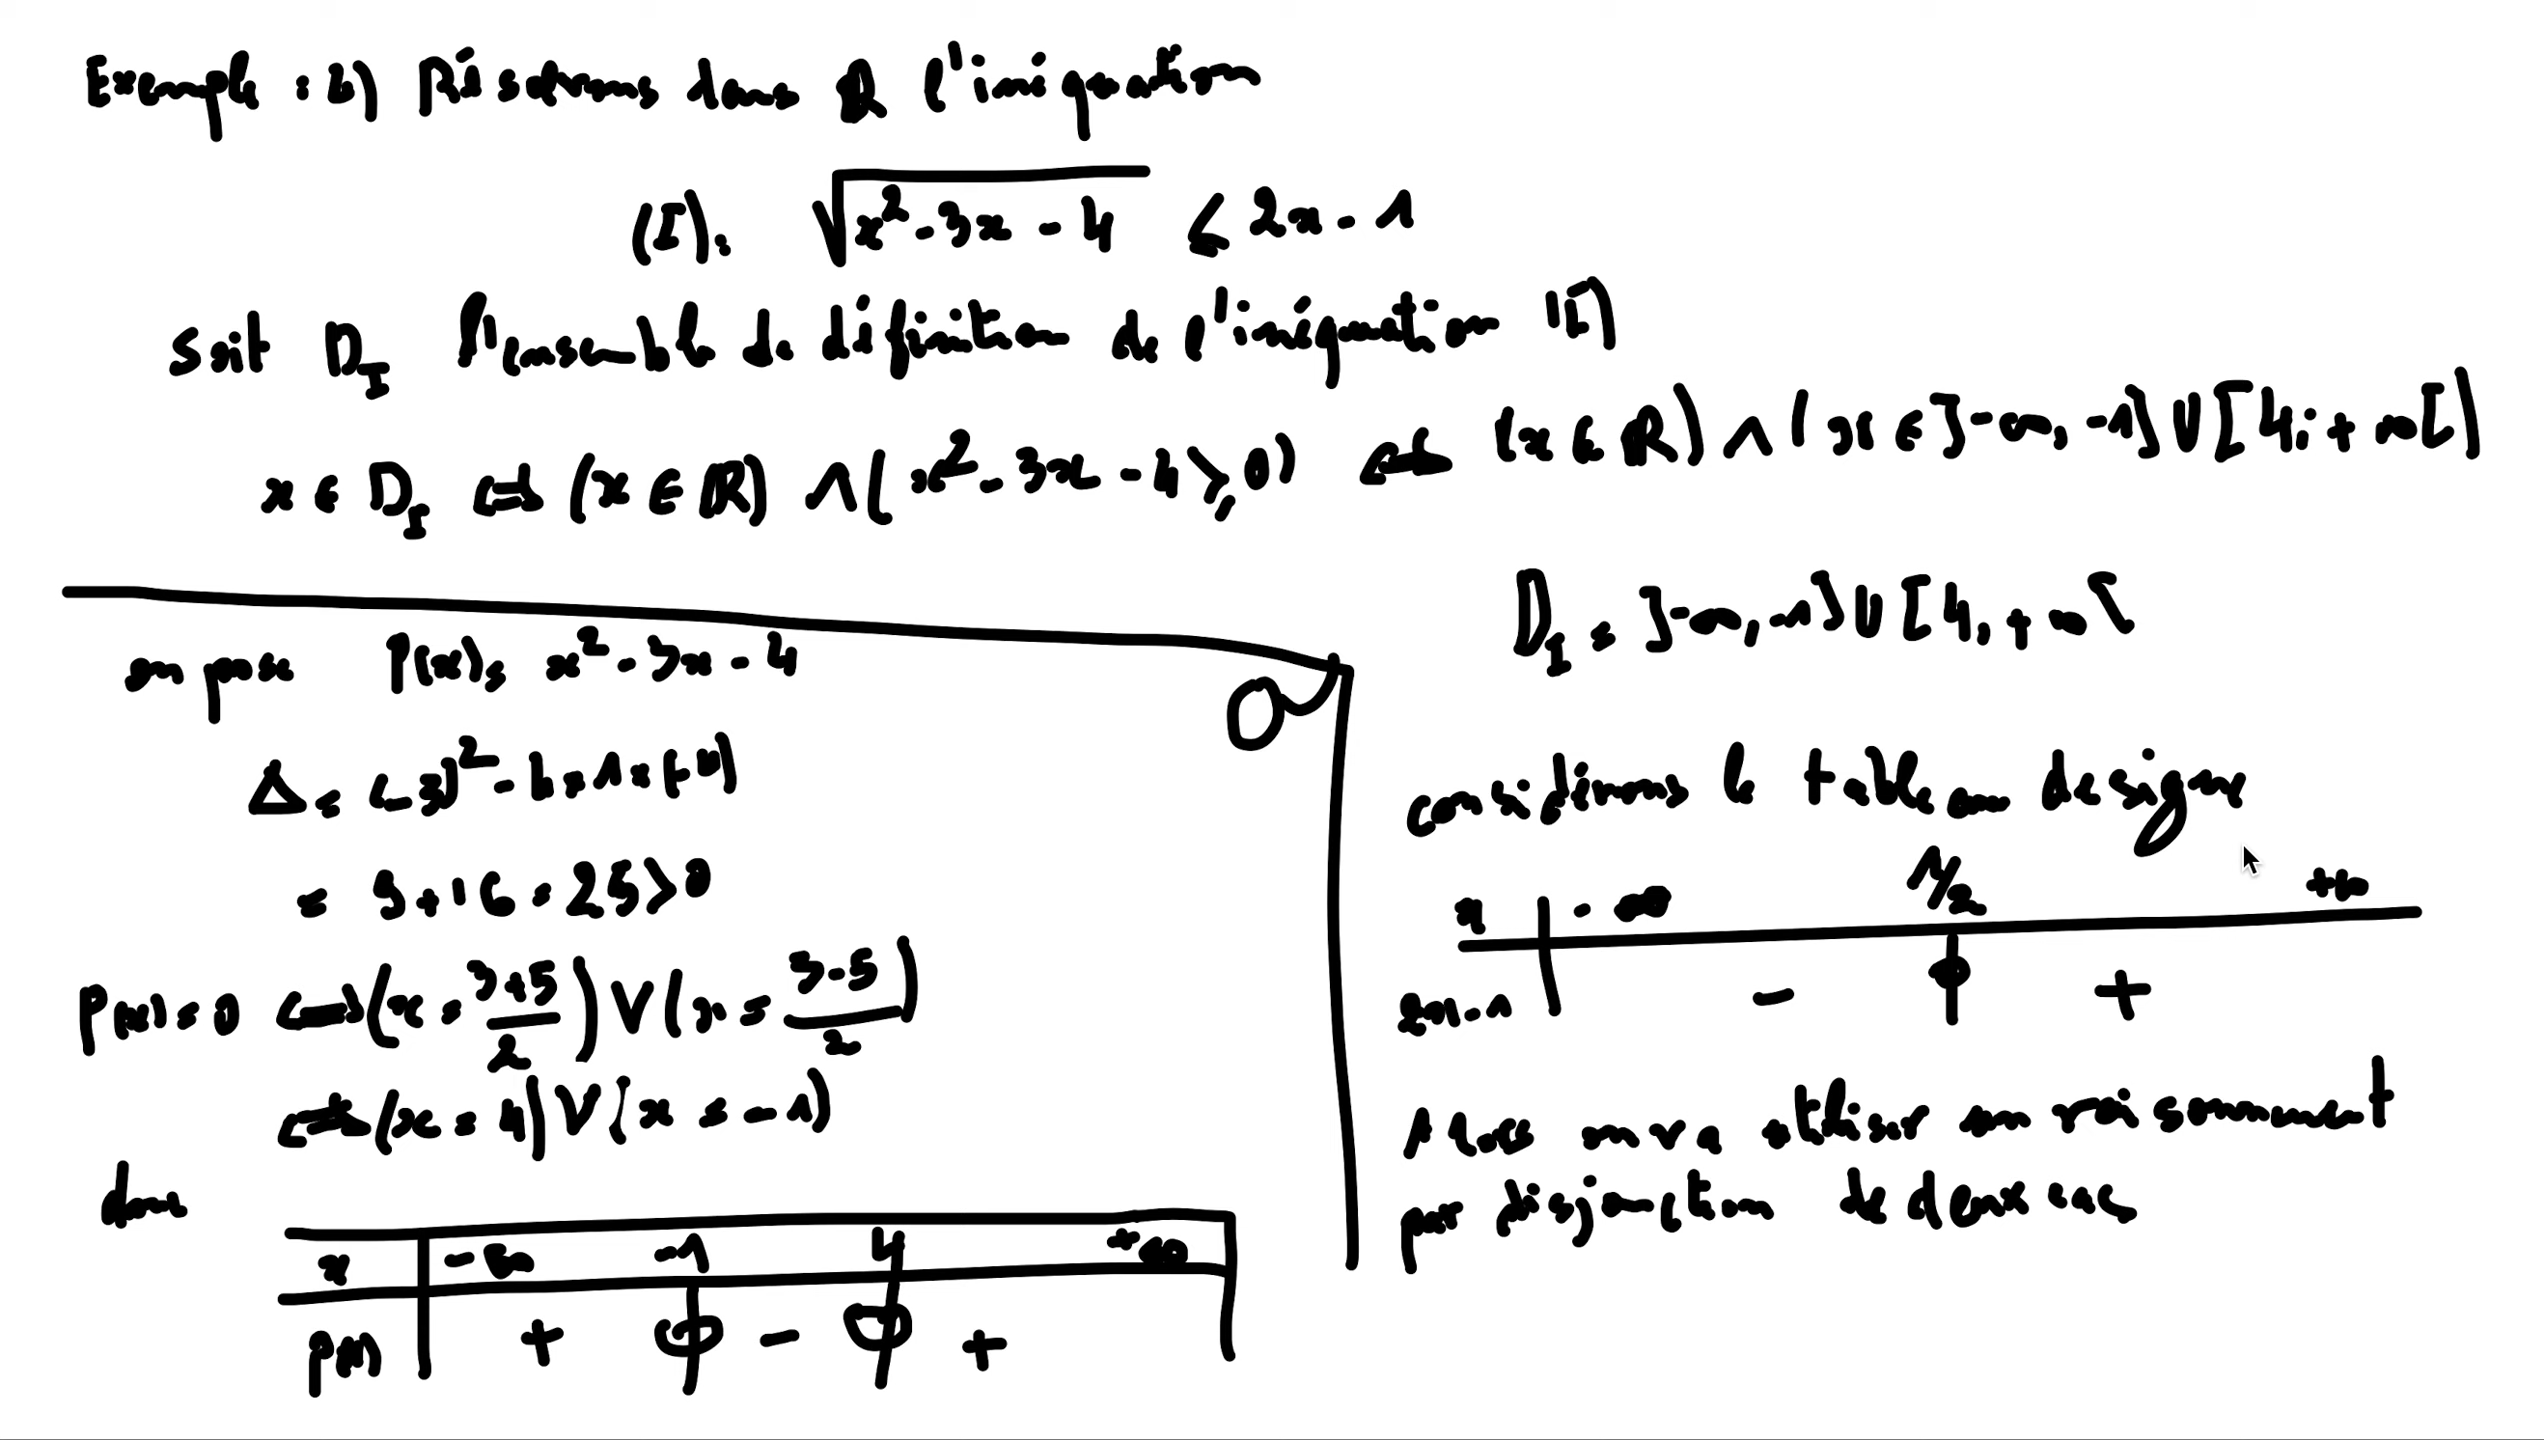 Exemple : b) Résolvons dans ℝ l'inéquation
(I): √(x² - 3x - 4) ≤ 2x - 1
Soit D_I l'ensemble de définition de l'inéquation (I)
x ∈ D_I ⇔ (x ∈ ℝ) ∧ (x² - 3x - 4 ≥ 0) ⇔ (x ∈ ℝ) ∧ (x ∈ ]-∞, -1] ∪ [4; +∞[)
on pose P(x) = x² - 3x - 4
Δ = (-3)² - 4 × 1 × (-4)
= 9 + 16 = 25 > 0
P(x) = 0 ⇔ (x = (3+5)/2) ∨ (x = (3-5)/2)
⇔ (x = 4) ∨ (x = -1)
donc
x -∞ -1 4 +∞
P(x) + 0 - 0 +
D_I = ]-∞, -1] ∪ [4, +∞[
considérons le tableau de signe
x -∞ 1/2 +∞
2x-1 - 0 +
Alors on va utiliser un raisonnement
par disjonction de deux cas